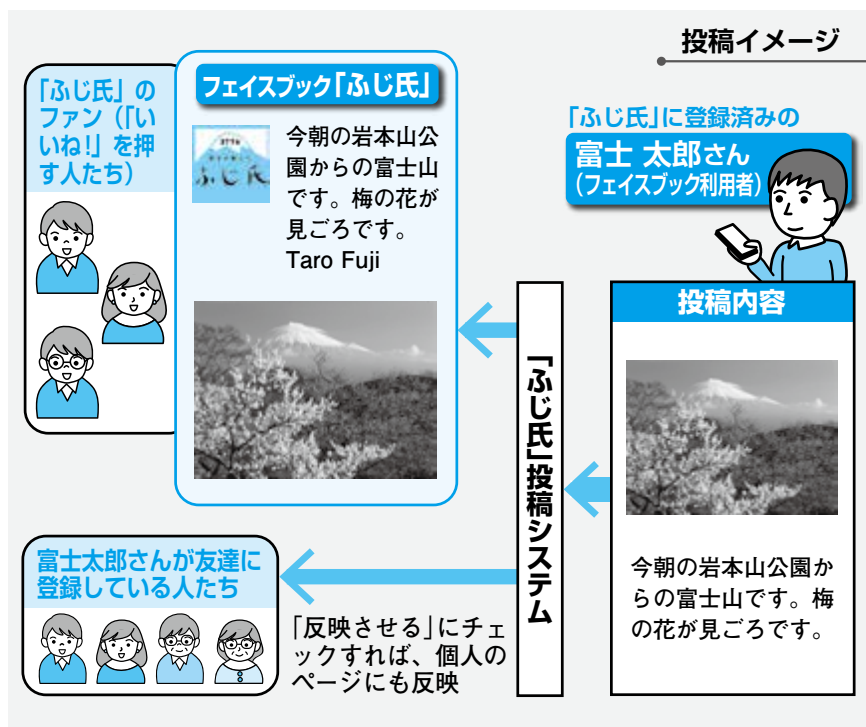 投稿イメージ
「ふじ氏」に登録済みの
富士 太郎さん
（フェイスブック利用者）
投稿内容
今朝の岩本山公園か
らの富士山です。梅
の花が見ごろです。
「ふじ氏」投稿システム
フェイスブック「ふじ氏」
ふじ氏
今朝の岩本山公
園からの富士山
です。梅の花が
見ごろです。
Taro Fuji
「ふじ氏」の
ファン（「い
いね！」を押
す人たち）
富士太郎さんが友達に
登録している人たち
「反映させる」にチェ
ックすれば、個人の
ページにも反映